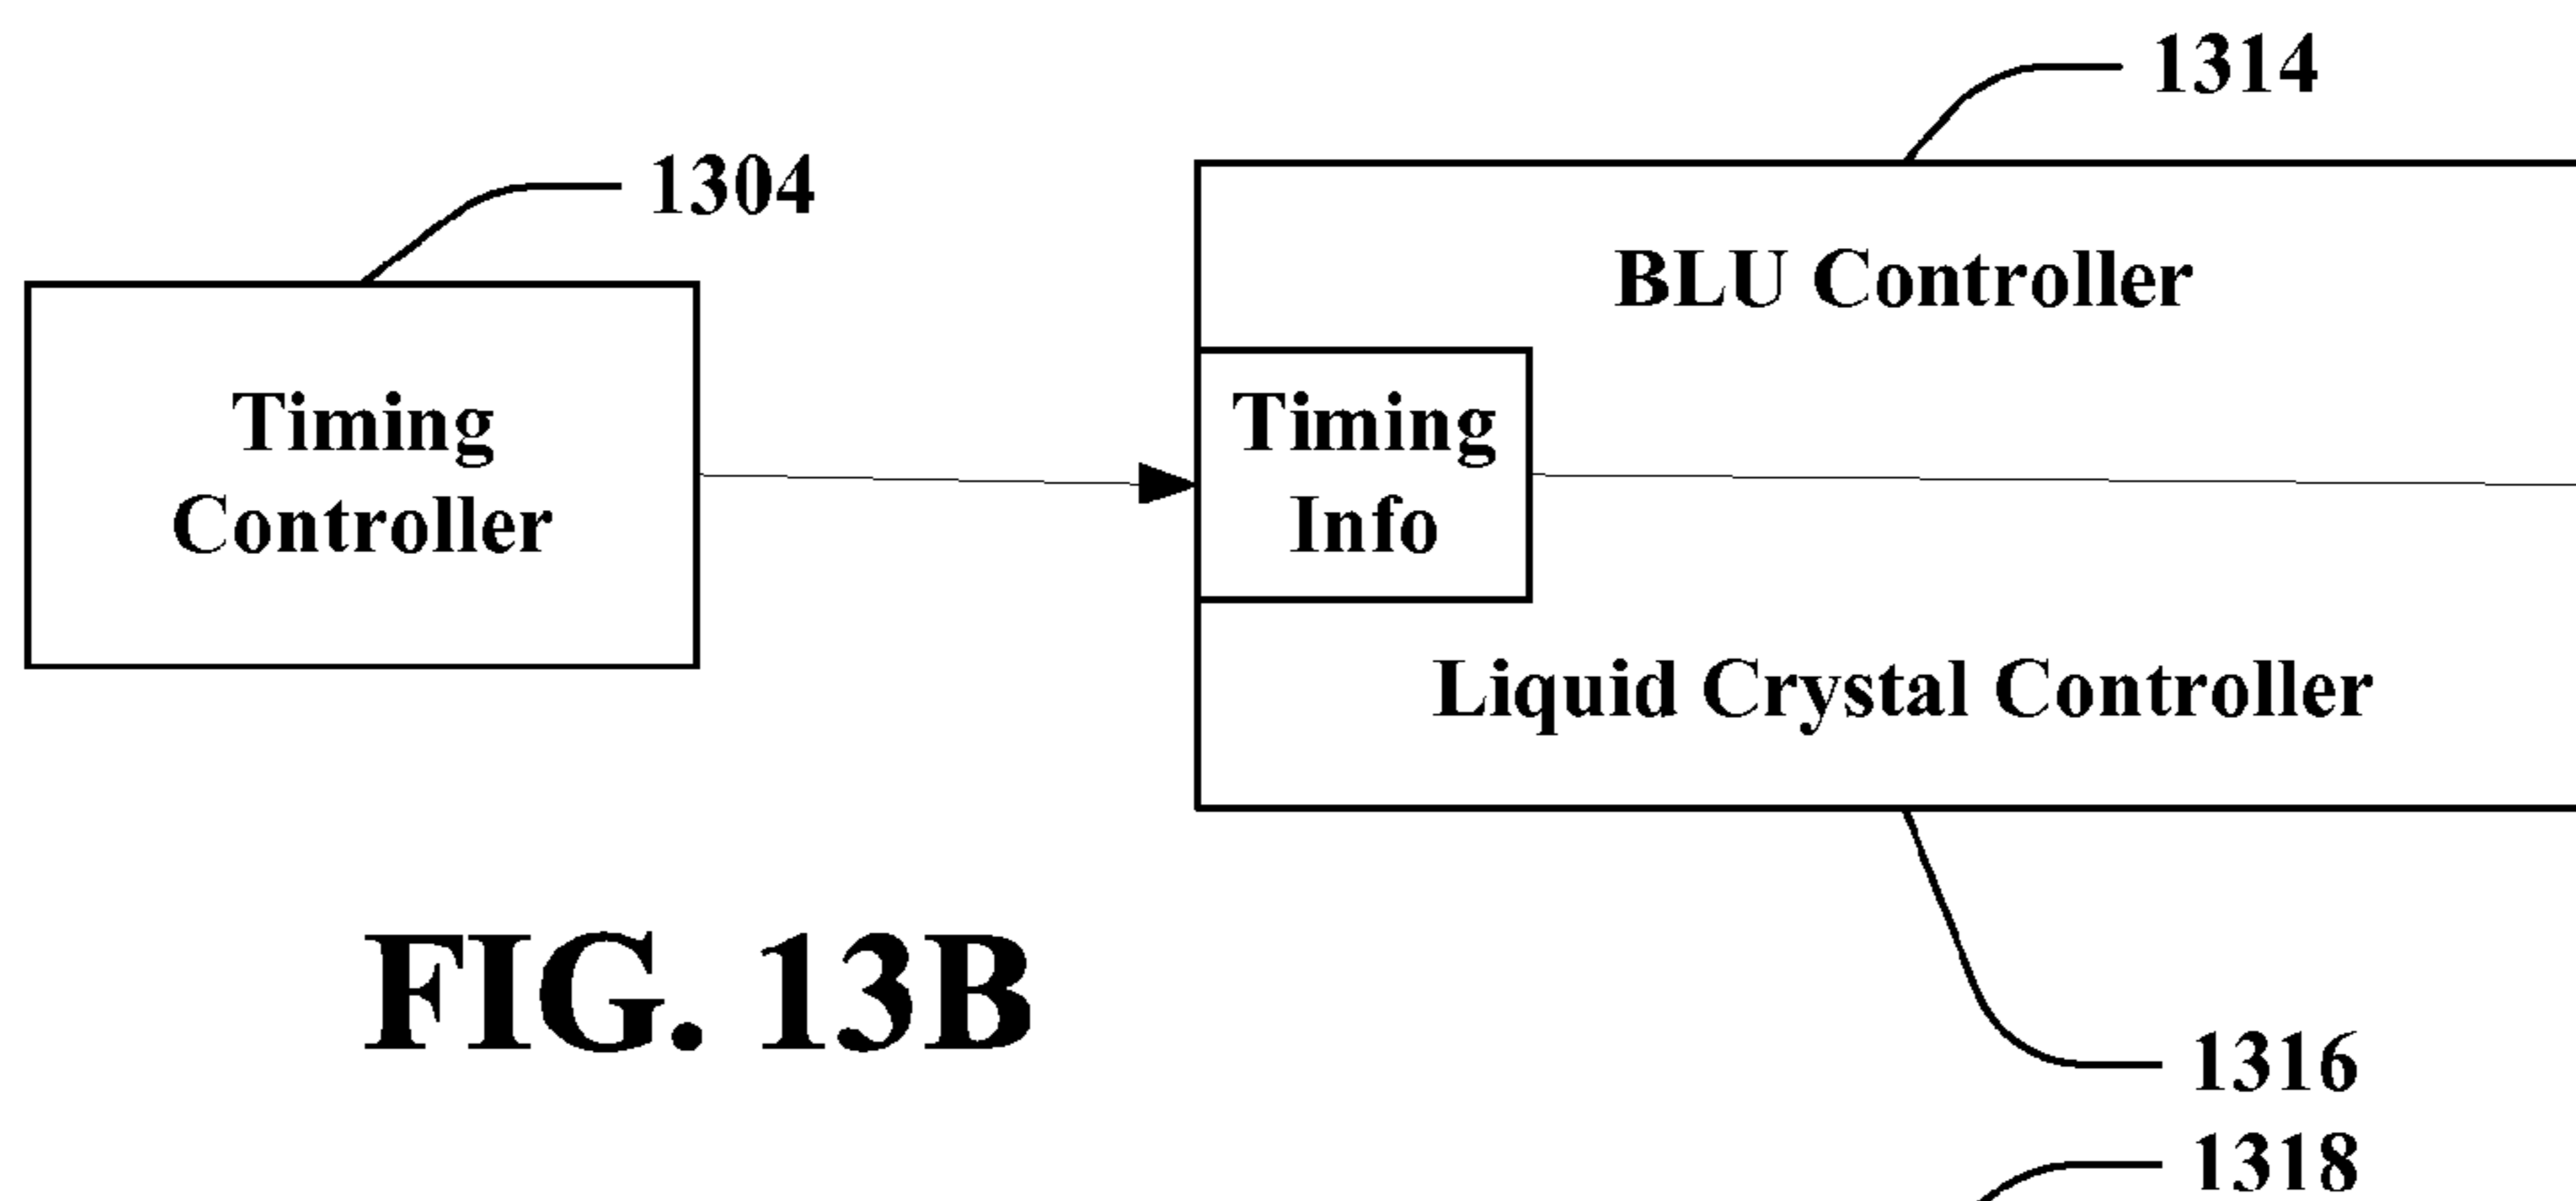 1314
1304
BLU Controller
Timing
Controller
Timing
Info
Liquid Crystal Controller
FIG. 13B
1316
1318